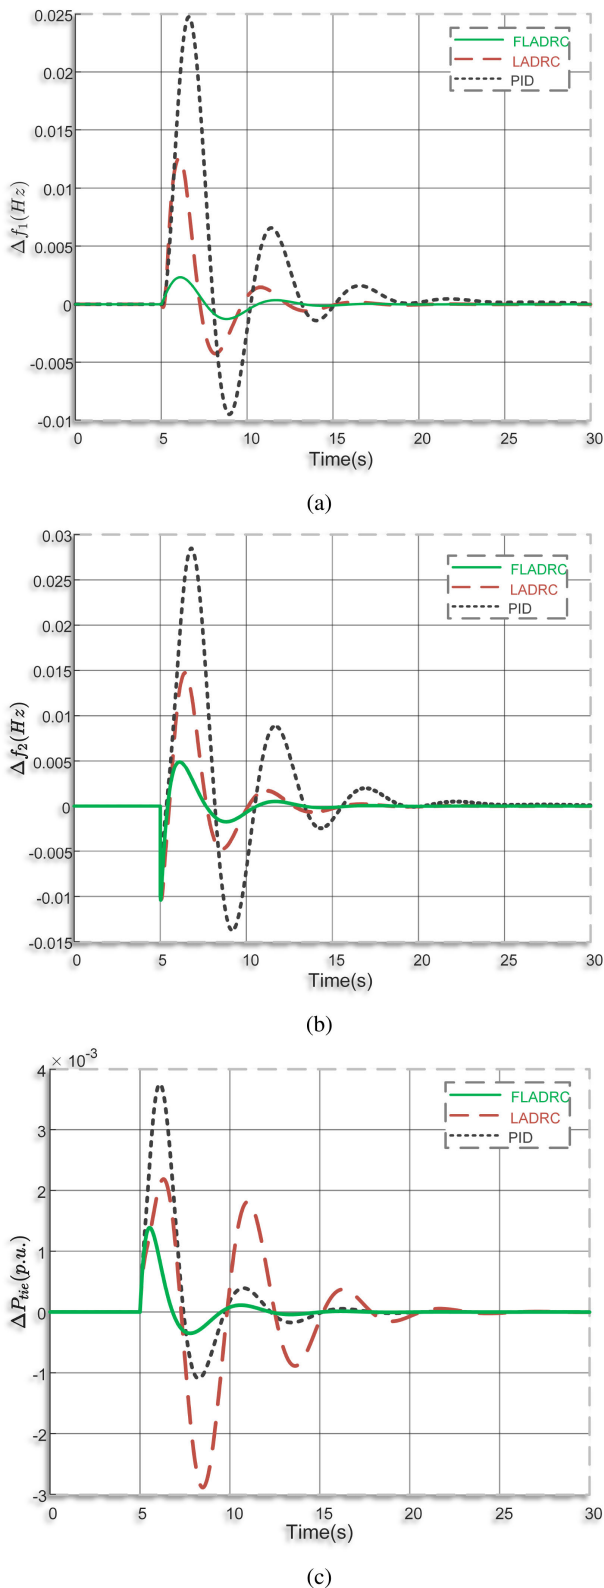 0.025
FLADRC
LADRC
PID
0.02
0.015
0.01
0.005
0
-0.005
-0.01
Δf₁(Hz)
0 5 10 15 20 25 30
Time(s)
(a)
0.03
FLADRC
LADRC
PID
0.025
0.02
0.015
0.01
0.005
0
-0.005
-0.01
-0.015
Δf₂(Hz)
0 5 10 15 20 25 30
Time(s)
(b)
4 × 10⁻³
FLADRC
LADRC
PID
3
2
1
0
-1
-2
-3
ΔP_tie(p.u.)
0 5 10 15 20 25 30
Time(s)
(c)